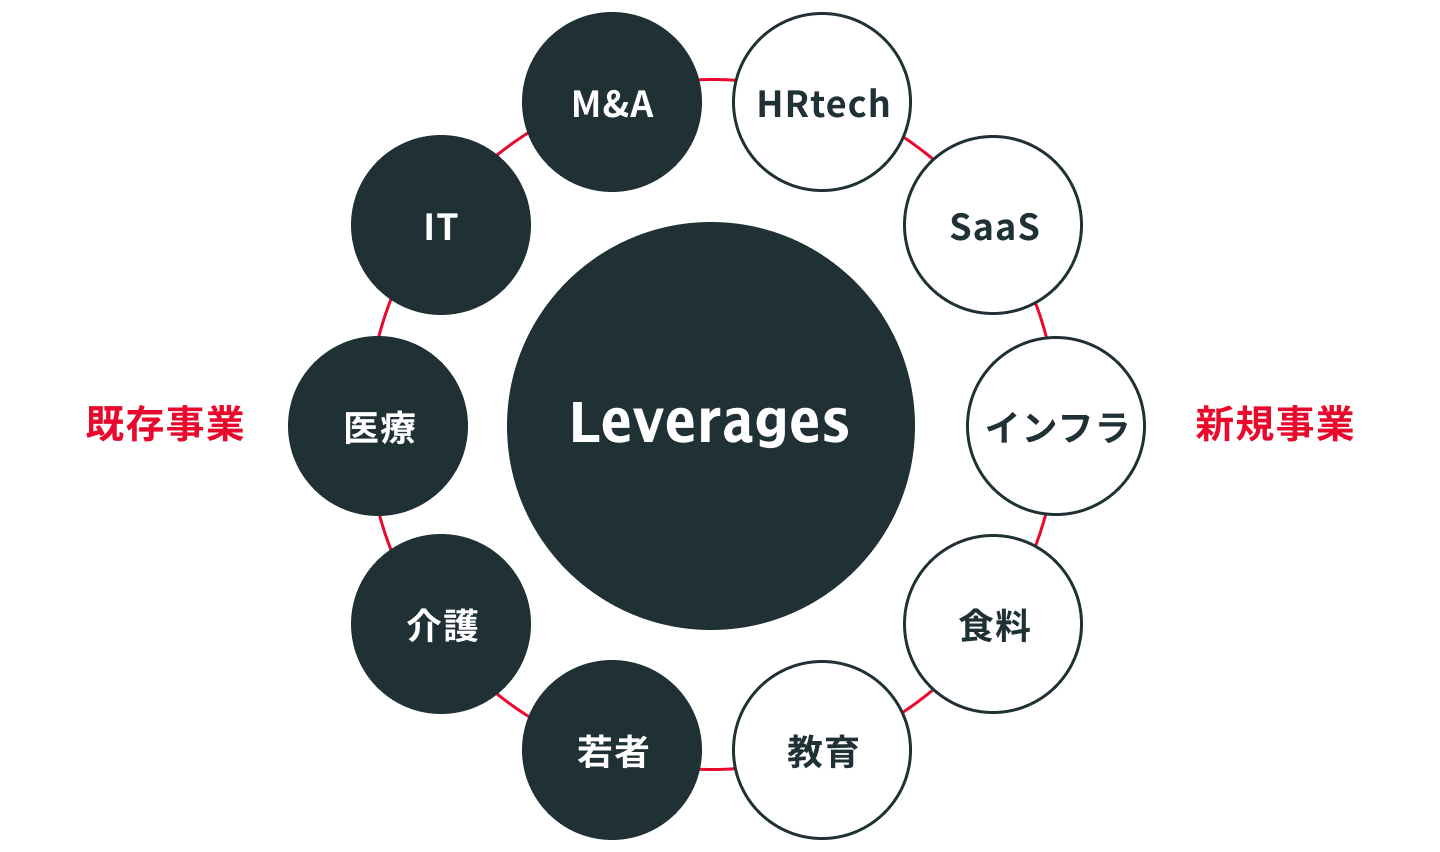 M&A
HRtech
IT
SaaS
既存事業
医療
Leverages
インフラ
新規事業
介護
食料
若者
教育